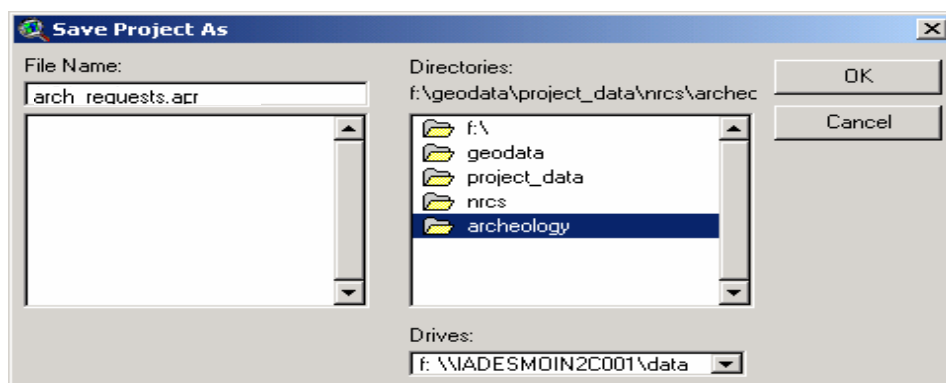 Save Project As
File Name:
arch_requests.apr
Directories:
f:\geodata\project_data\nrcs\archec
f:\
geodata
project_data
nrcs
archeology
OK
Cancel
Drives:
f: \\IADESMOIN2C001\data